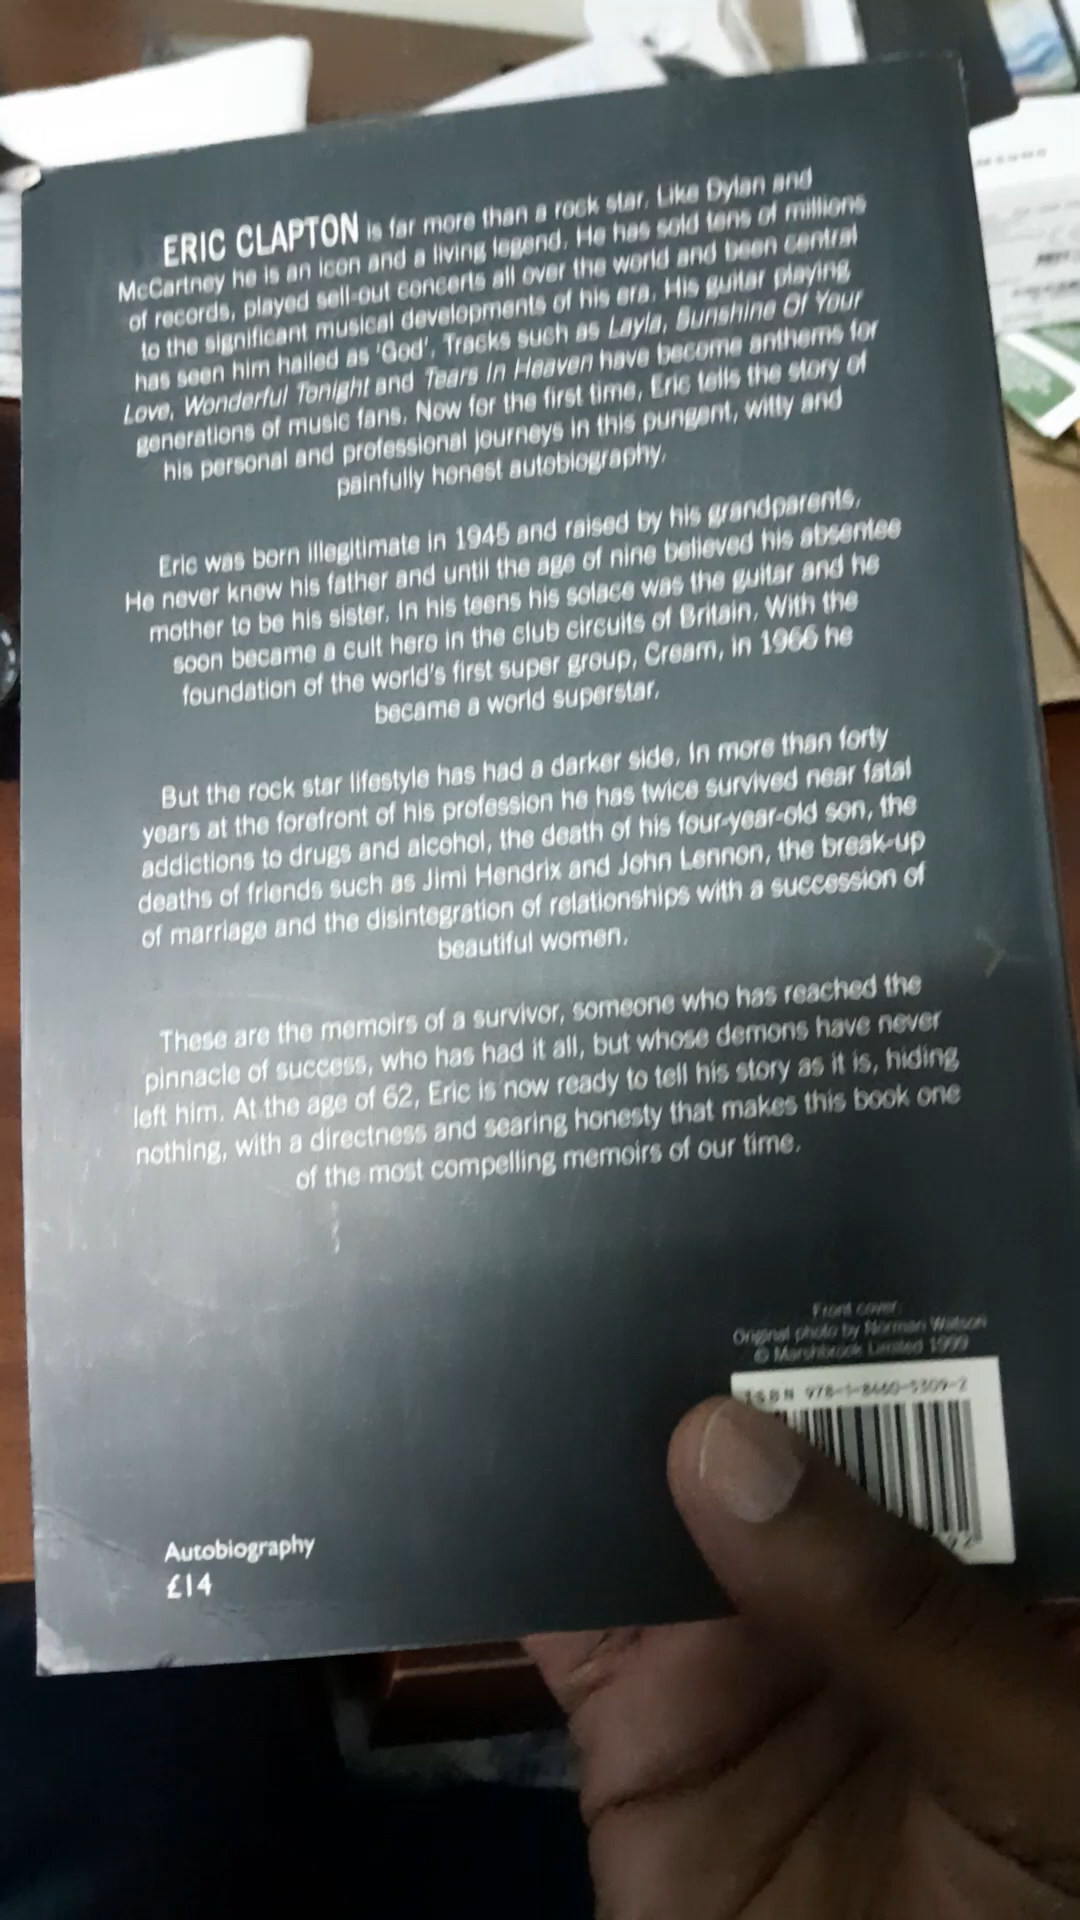 ERIC CLAPTON is far more than a rock star. Like Dylan and
McCartney he is an icon and a living legend. He has sold tens of millions
of records, played sell-out concerts all over the world and been central
to the significant musical developments of his era. His guitar playing
has seen him hailed as 'God'. Tracks such as Layla, Sunshine Of Your
Love, Wonderful Tonight and Tears In Heaven have become anthems for
generations of music fans. Now for the first time, Eric tells the story of
his personal and professional journeys in this pungent, witty and
painfully honest autobiography.
Eric was born illegitimate in 1945 and raised by his grandparents.
He never knew his father and until the age of nine believed his absentee
mother to be his sister. In his teens his solace was the guitar and he
soon became a cult hero in the club circuits of Britain. With the
foundation of the world's first super group, Cream, in 1966 he
became a world superstar.
But the rock star lifestyle has had a darker side. In more than forty
years at the forefront of his profession he has twice survived near fatal
addictions to drugs and alcohol, the death of his four-year-old son, the
deaths of friends such as Jimi Hendrix and John Lennon, the break-up
of marriage and the disintegration of relationships with a succession of
beautiful women.
These are the memoirs of a survivor, someone who has reached the
pinnacle of success, who has had it all, but whose demons have never
left him. At the age of 62, Eric is now ready to tell his story as it is, hiding
nothing, with a directness and searing honesty that makes this book one
of the most compelling memoirs of our time.
Front cover:
Original photo by Norman Watson
© Marshbrook Limited 1999
ISBN 978-1-8460-5309-2
Autobiography
£14